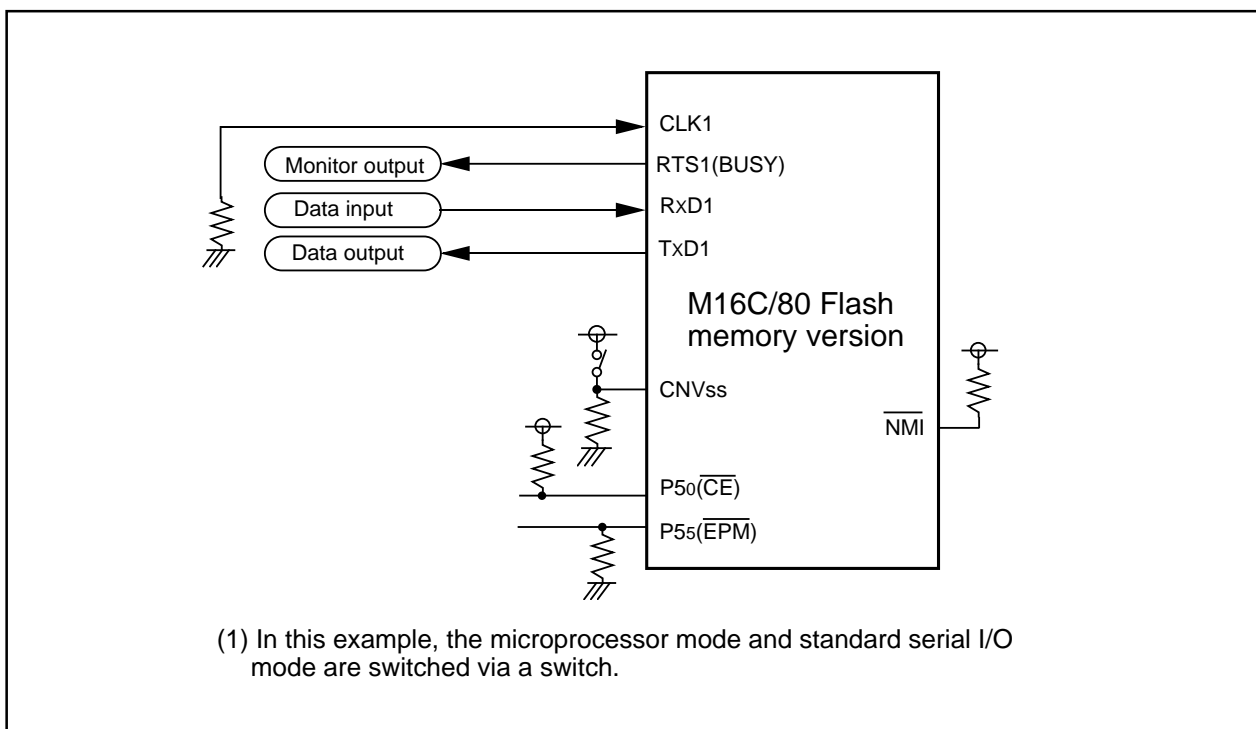 CLK1
Monitor output
RTS1(BUSY)
Data input
RxD1
Data output
TxD1
M16C/80 Flash
memory version
CNVss
NMI
P50(CE)
P55(EPM)
(1) In this example, the microprocessor mode and standard serial I/O
mode are switched via a switch.